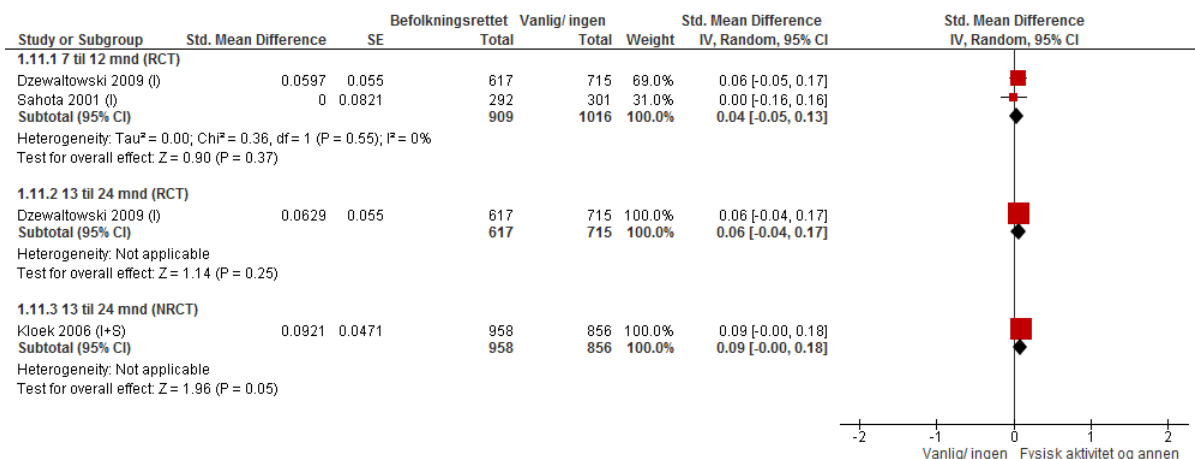 Befolkningsrettet Vanlig/ ingen Std. Mean Difference Std. Mean Difference
Study or Subgroup Std. Mean Difference SE Total Total Weight IV, Random, 95% CI IV, Random, 95% CI
1.11.1 7 til 12 mnd (RCT)
Dzewaltowski 2009 (I) 0.0597 0.055 617 715 69.0% 0.06 [-0.05, 0.17]
Sahota 2001 (I) 0 0.0821 292 301 31.0% 0.00 [-0.16, 0.16]
Subtotal (95% CI) 909 1016 100.0% 0.04 [-0.05, 0.13]
Heterogeneity: Tau² = 0.00; Chi² = 0.36, df = 1 (P = 0.55); I² = 0%
Test for overall effect: Z = 0.90 (P = 0.37)
1.11.2 13 til 24 mnd (RCT)
Dzewaltowski 2009 (I) 0.0629 0.055 617 715 100.0% 0.06 [-0.04, 0.17]
Subtotal (95% CI) 617 715 100.0% 0.06 [-0.04, 0.17]
Heterogeneity: Not applicable
Test for overall effect: Z = 1.14 (P = 0.25)
1.11.3 13 til 24 mnd (NRCT)
Kloek 2006 (I+S) 0.0921 0.0471 958 856 100.0% 0.09 [-0.00, 0.18]
Subtotal (95% CI) 958 856 100.0% 0.09 [-0.00, 0.18]
Heterogeneity: Not applicable
Test for overall effect: Z = 1.96 (P = 0.05)
-2 -1 0 1 2
Vanlig/ ingen Fysisk aktivitet og annen